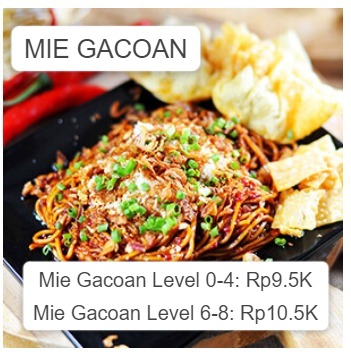 MIE GACOAN
Mie Gacoan Level 0-4: Rp9.5K
Mie Gacoan Level 6-8: Rp10.5K